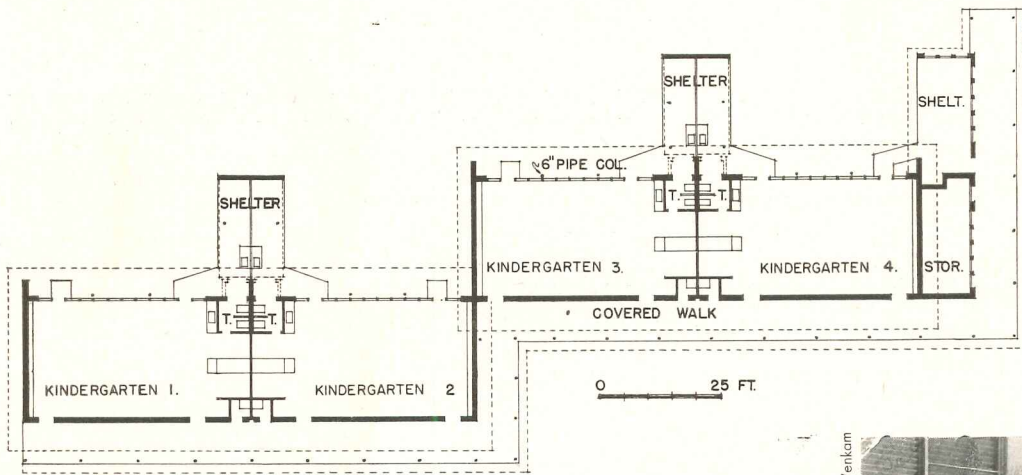 SHELTER
SHELT.
6" PIPE COL.
T. T.
SHELTER
KINDERGARTEN 3.
KINDERGARTEN 4.
STOR.
T. T.
COVERED WALK
KINDERGARTEN 1.
KINDERGARTEN 2
0 25 FT.